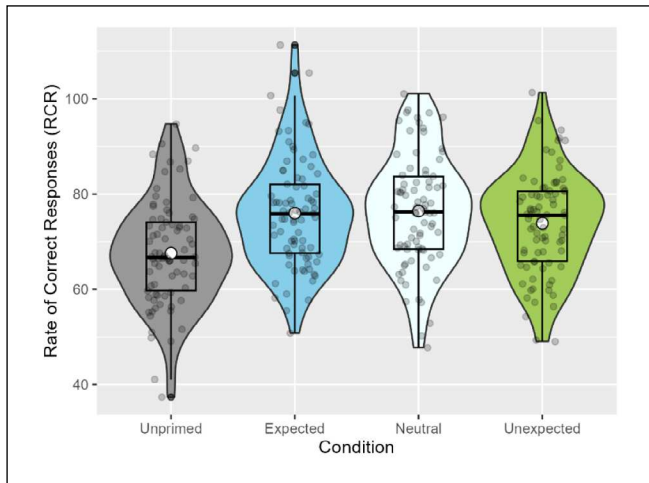 Rate of Correct Responses (RCR)
100
80
60
40
Unprimed
Expected
Neutral
Unexpected
Condition